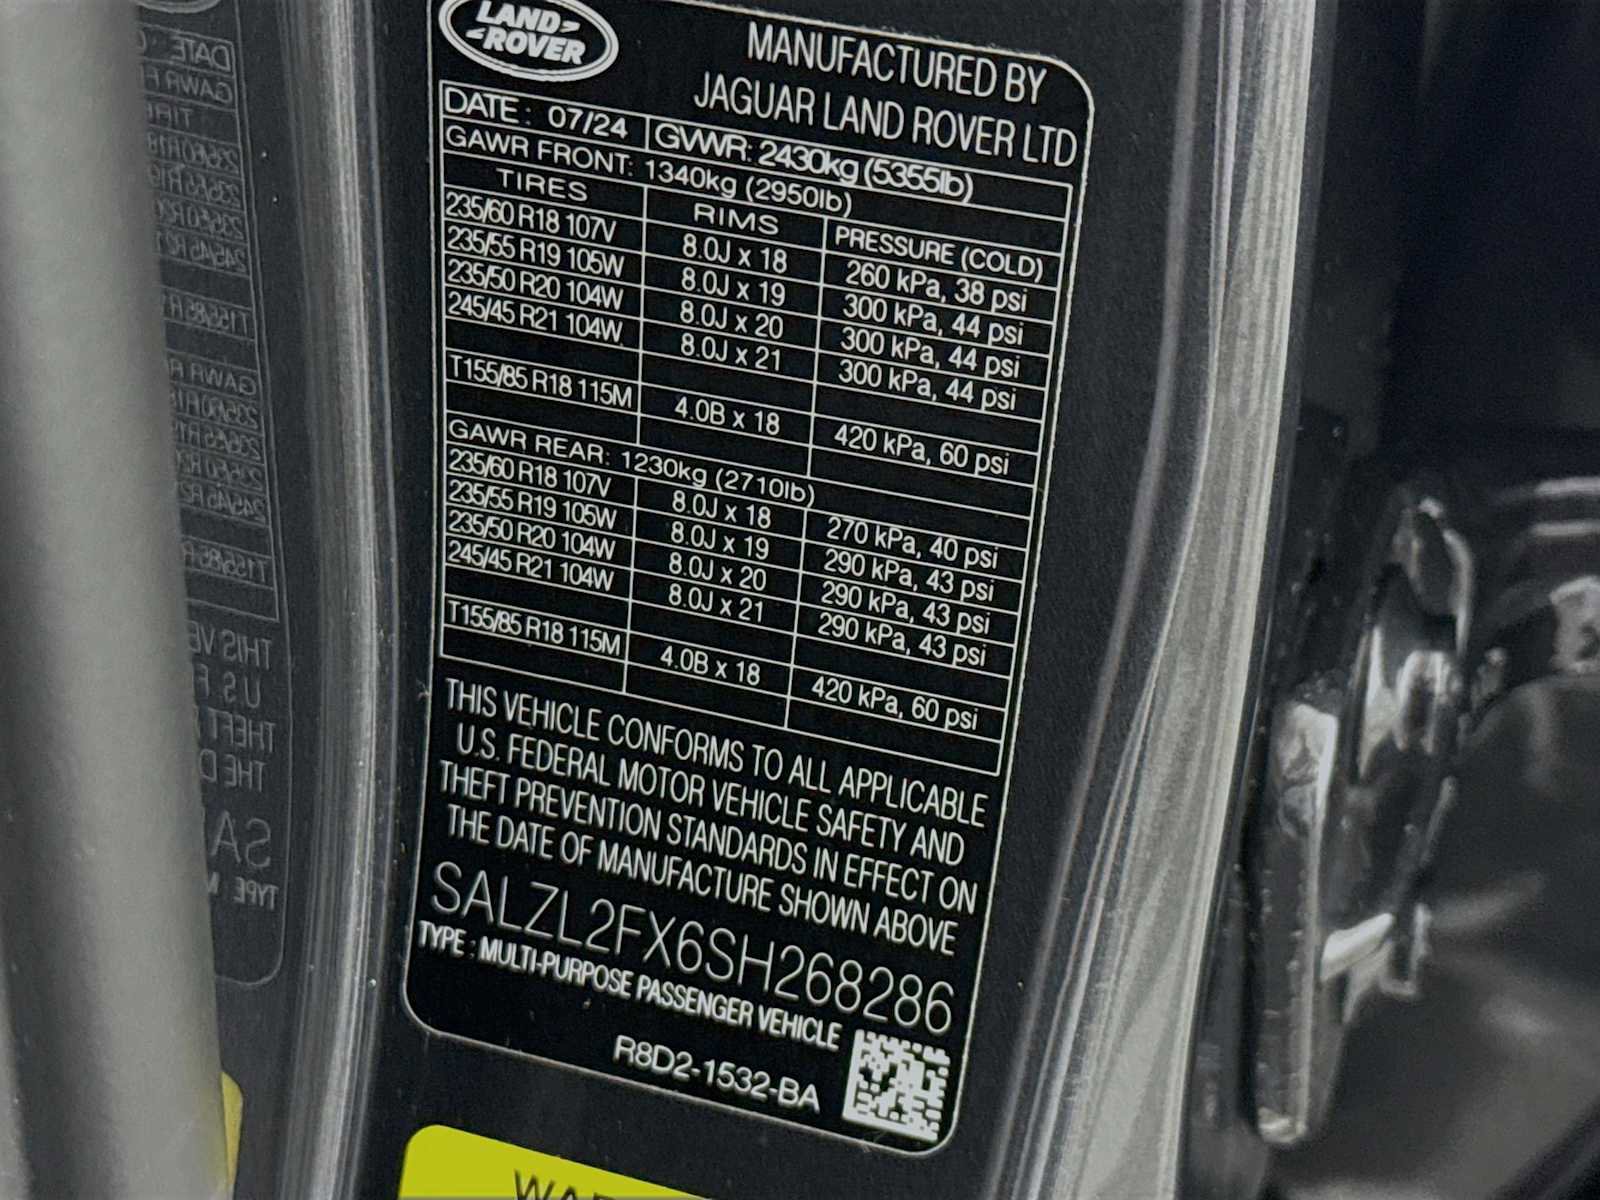 LAND ROVER
MANUFACTURED BY
JAGUAR LAND ROVER LTD
DATE : 07/24 GVWR: 2430kg (5355lb)
GAWR FRONT: 1340kg (2950lb)
TIRES RIMS PRESSURE (COLD)
235/60 R18 107V 8.0J x 18 260 kPa, 38 psi
235/55 R19 105W 8.0J x 19 300 kPa, 44 psi
235/50 R20 104W 8.0J x 20 300 kPa, 44 psi
245/45 R21 104W 8.0J x 21 300 kPa, 44 psi
T155/85 R18 115M 4.0B x 18 420 kPa, 60 psi
GAWR REAR: 1230kg (2710lb)
235/60 R18 107V 8.0J x 18 270 kPa, 40 psi
235/55 R19 105W 8.0J x 19 290 kPa, 43 psi
235/50 R20 104W 8.0J x 20 290 kPa, 43 psi
245/45 R21 104W 8.0J x 21 290 kPa, 43 psi
T155/85 R18 115M 4.0B x 18 420 kPa, 60 psi
THIS VEHICLE CONFORMS TO ALL APPLICABLE
U.S. FEDERAL MOTOR VEHICLE SAFETY AND
THEFT PREVENTION STANDARDS IN EFFECT ON
THE DATE OF MANUFACTURE SHOWN ABOVE
SALZL2FX6SH268286
TYPE : MULTI-PURPOSE PASSENGER VEHICLE
R8D2-1532-BA